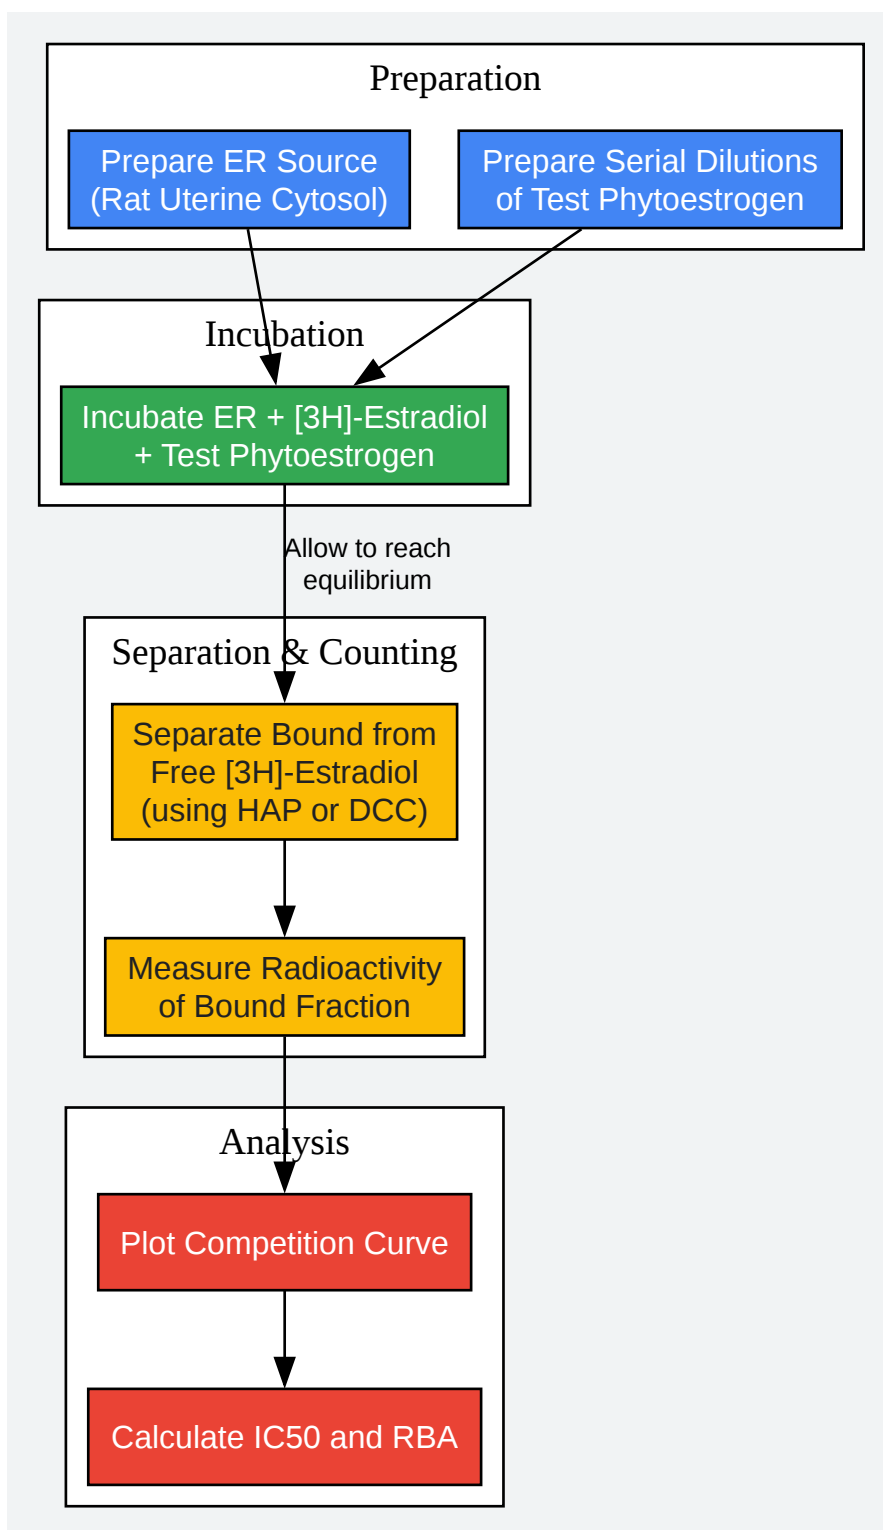 Preparation
Prepare ER Source
(Rat Uterine Cytosol)
Prepare Serial Dilutions
of Test Phytoestrogen
Incubation
Incubate ER + [3H]-Estradiol
+ Test Phytoestrogen
Allow to reach
equilibrium
Separation & Counting
Separate Bound from
Free [3H]-Estradiol
(using HAP or DCC)
Measure Radioactivity
of Bound Fraction
Analysis
Plot Competition Curve
Calculate IC50 and RBA